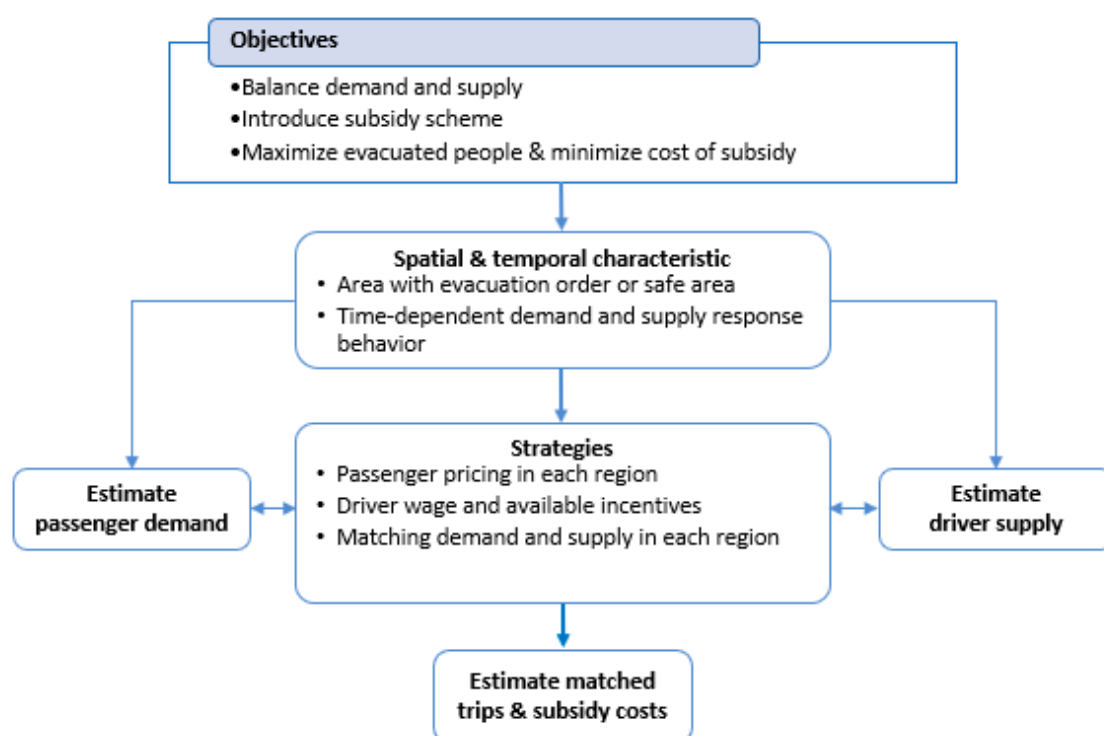 Objectives
•Balance demand and supply
•Introduce subsidy scheme
•Maximize evacuated people & minimize cost of subsidy
Spatial & temporal characteristic
• Area with evacuation order or safe area
• Time-dependent demand and supply response
behavior
Strategies
• Passenger pricing in each region
• Driver wage and available incentives
• Matching demand and supply in each region
Estimate
passenger demand
Estimate
driver supply
Estimate matched
trips & subsidy costs